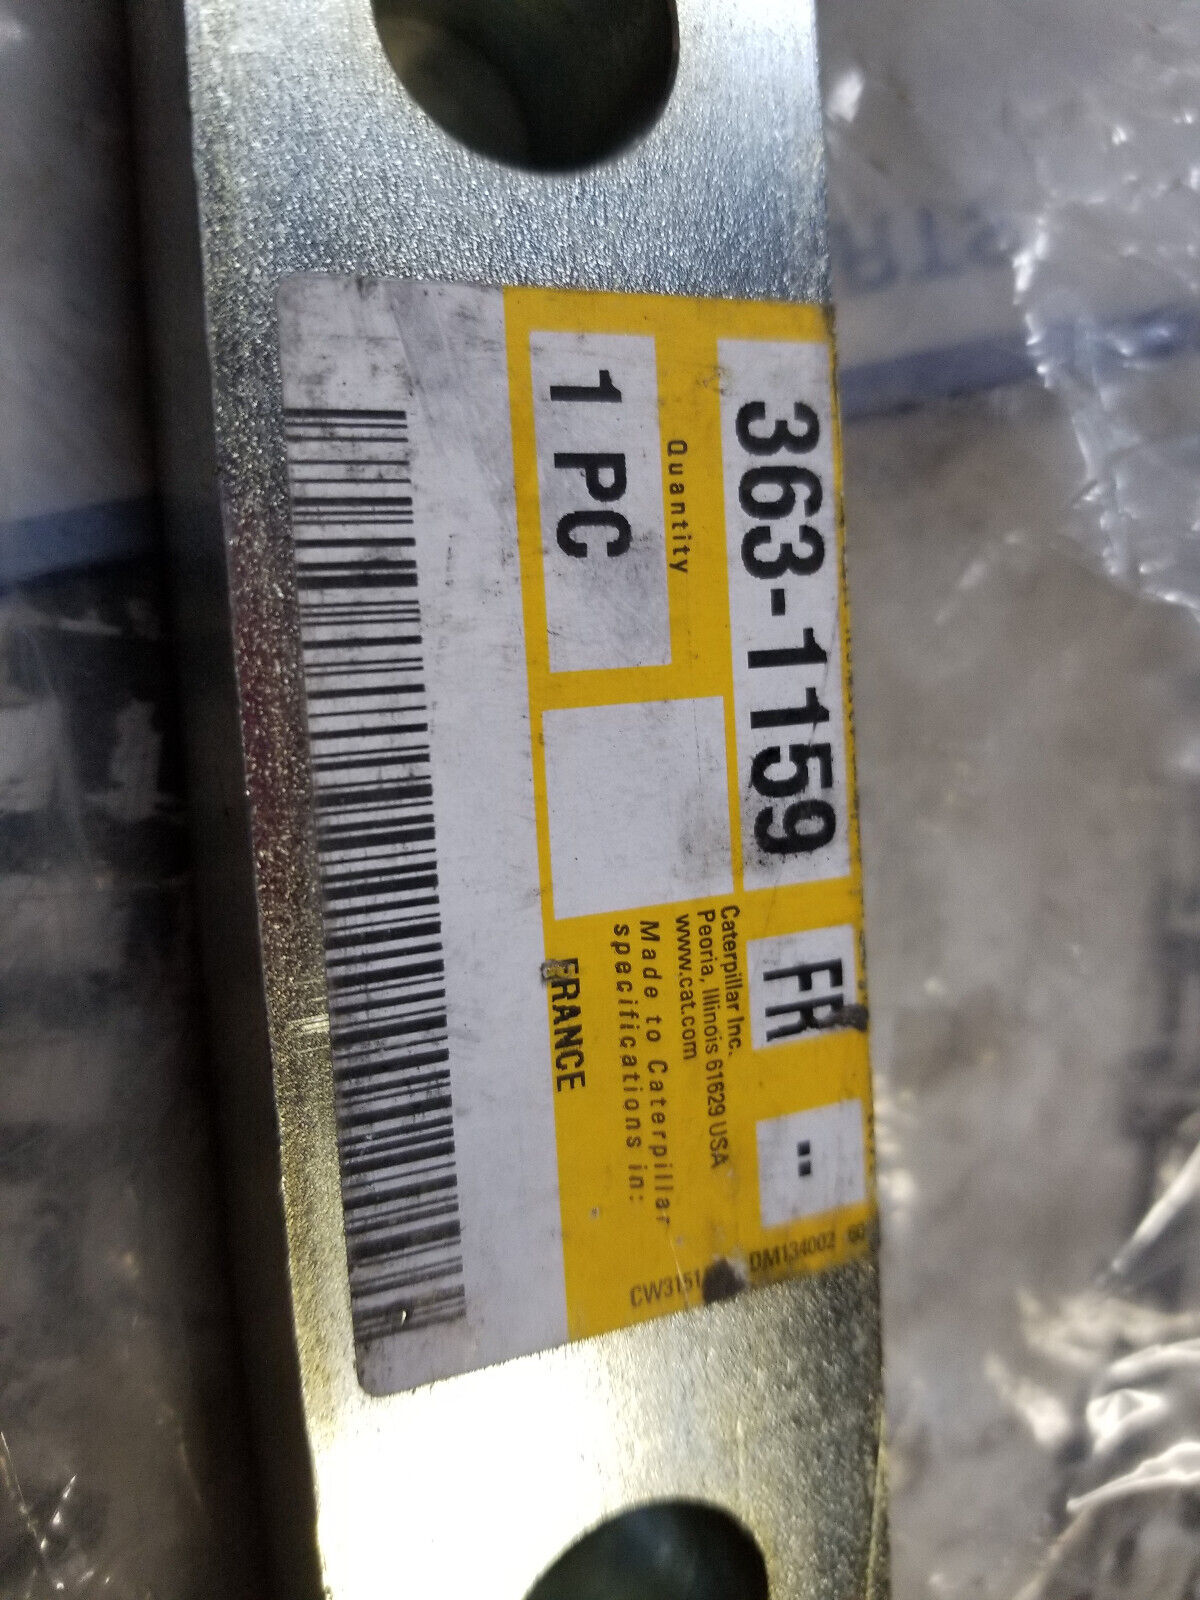 363-1159 FR --
Quantity
1 PC
Caterpillar Inc.
Peoria, Illinois 61629 USA
www.cat.com
Made to Caterpillar
specifications in:
FRANCE
DM134002